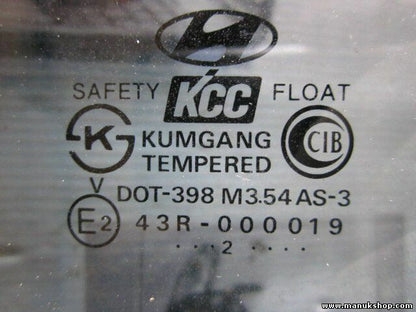 SAFETY KCC FLOAT
K KUMGANG CIB
TEMPERED
V DOT-398 M3.54 AS-3
E2 43R-000019
...2....
www.manukshop.com